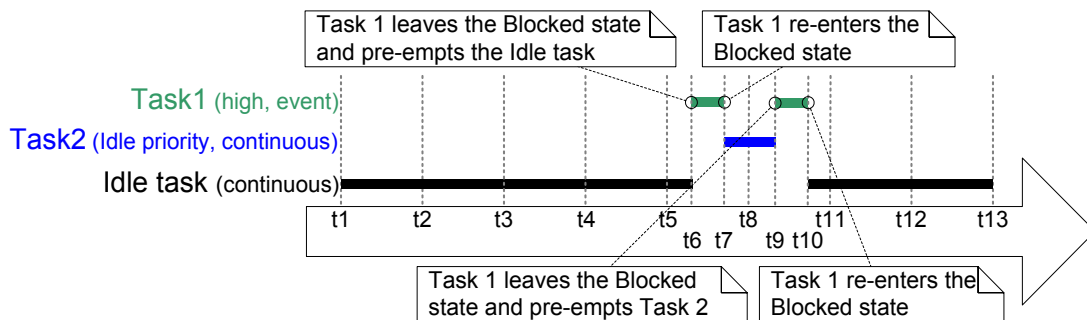 Task 1 leaves the Blocked state
and pre-empts the Idle task
Task 1 re-enters the
Blocked state
Task1 (high, event)
Task2 (Idle priority, continuous)
Idle task (continuous)
t1 t2 t3 t4 t5 t8 t11 t12 t13
t6 t7 t9 t10
Task 1 leaves the Blocked
state and pre-empts Task 2
Task 1 re-enters the
Blocked state